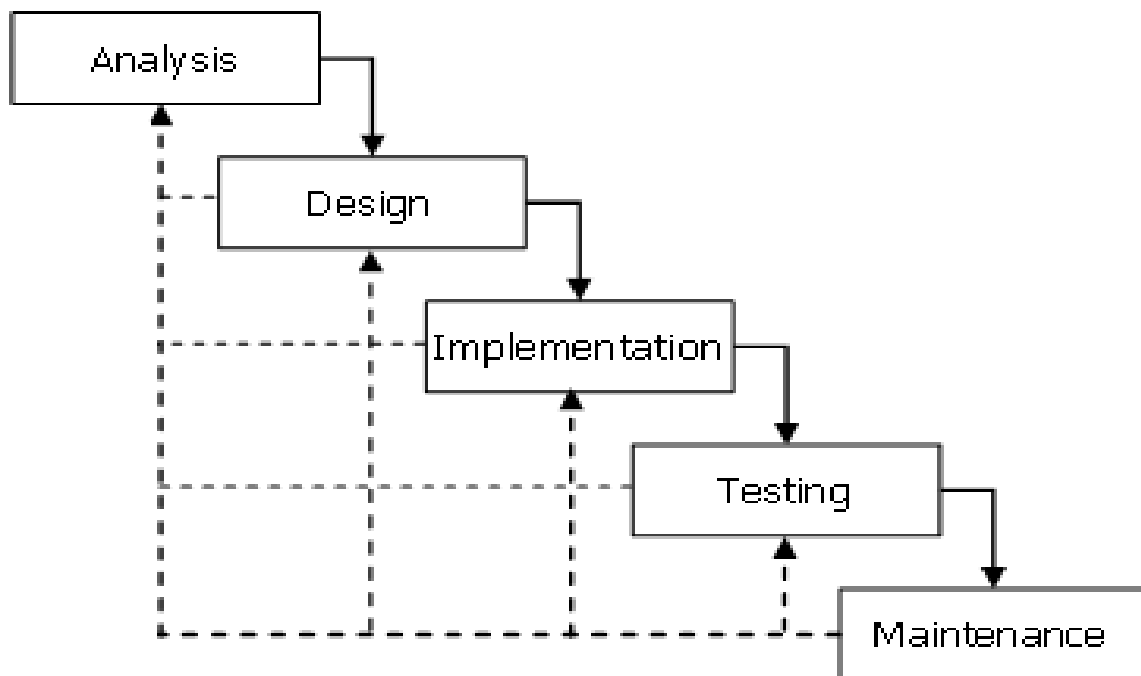 Analysis
Design
Implementation
Testing
Maintenance